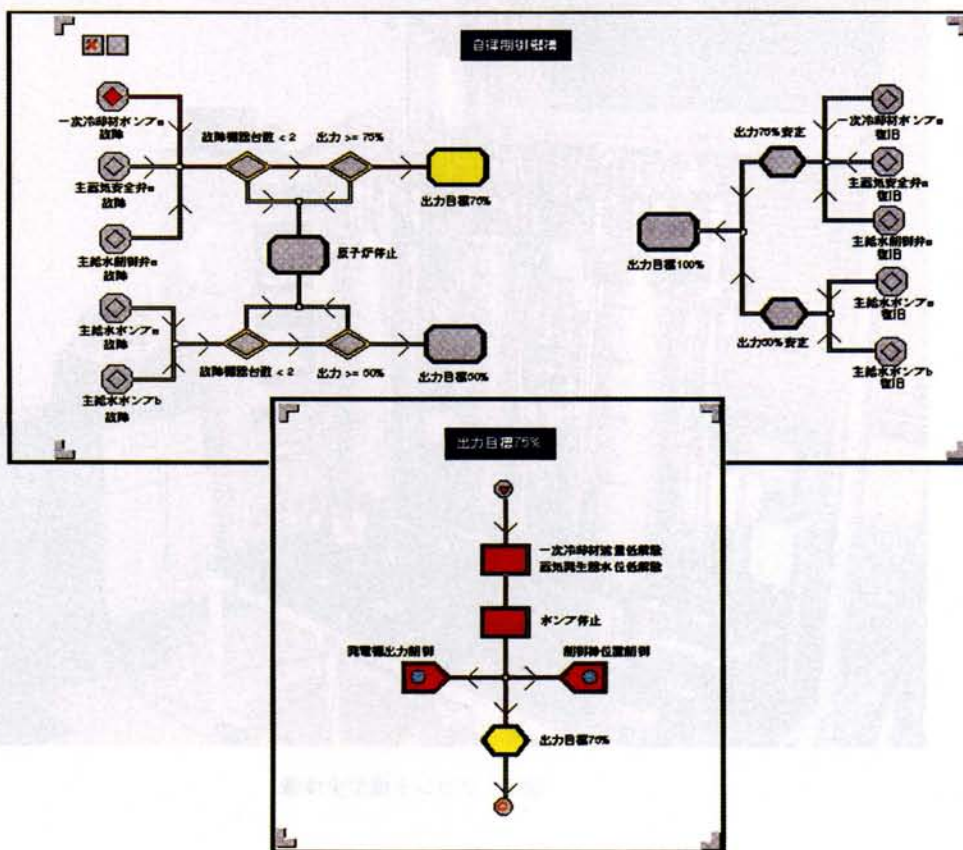 自律制御機構
一次冷却材ポンプa
故障
故障機器台数 < 2
出力 >= 75%
主蒸気安全弁a
故障
出力目標75%
主給水制御弁a
故障
原子炉停止
主給水ポンプa
故障
故障機器台数 < 2
出力 >= 50%
出力目標50%
主給水ポンプb
故障
出力75%安定
一次冷却材ポンプa
復旧
主蒸気安全弁a
復旧
主給水制御弁a
復旧
出力目標100%
主給水ポンプa
復旧
出力50%安定
主給水ポンプb
復旧
出力目標75%
一次冷却材流量低解除
蒸気発生器水位低解除
ポンプ停止
発電機出力制御
制御棒位置制御
出力目標75%